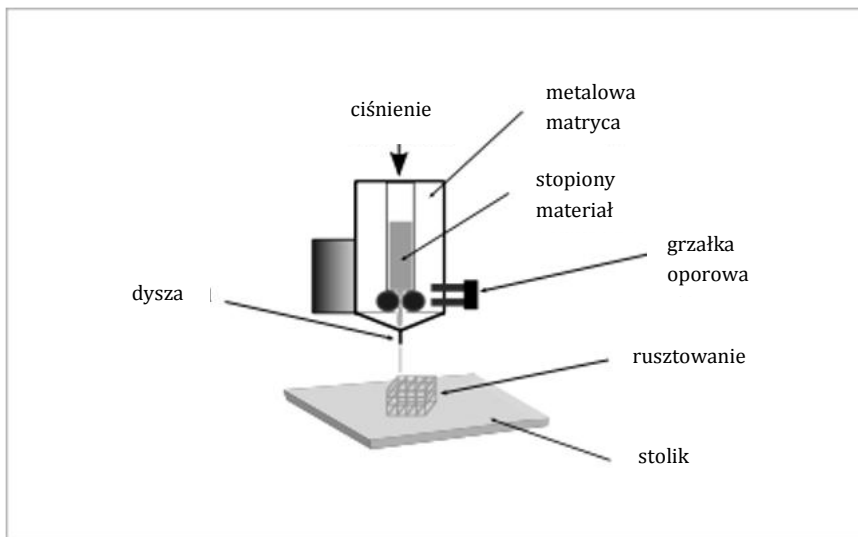 ciśnienie
metalowa
matryca
stopiony
materiał
grzałka
oporowa
dysza
rusztowanie
stolik